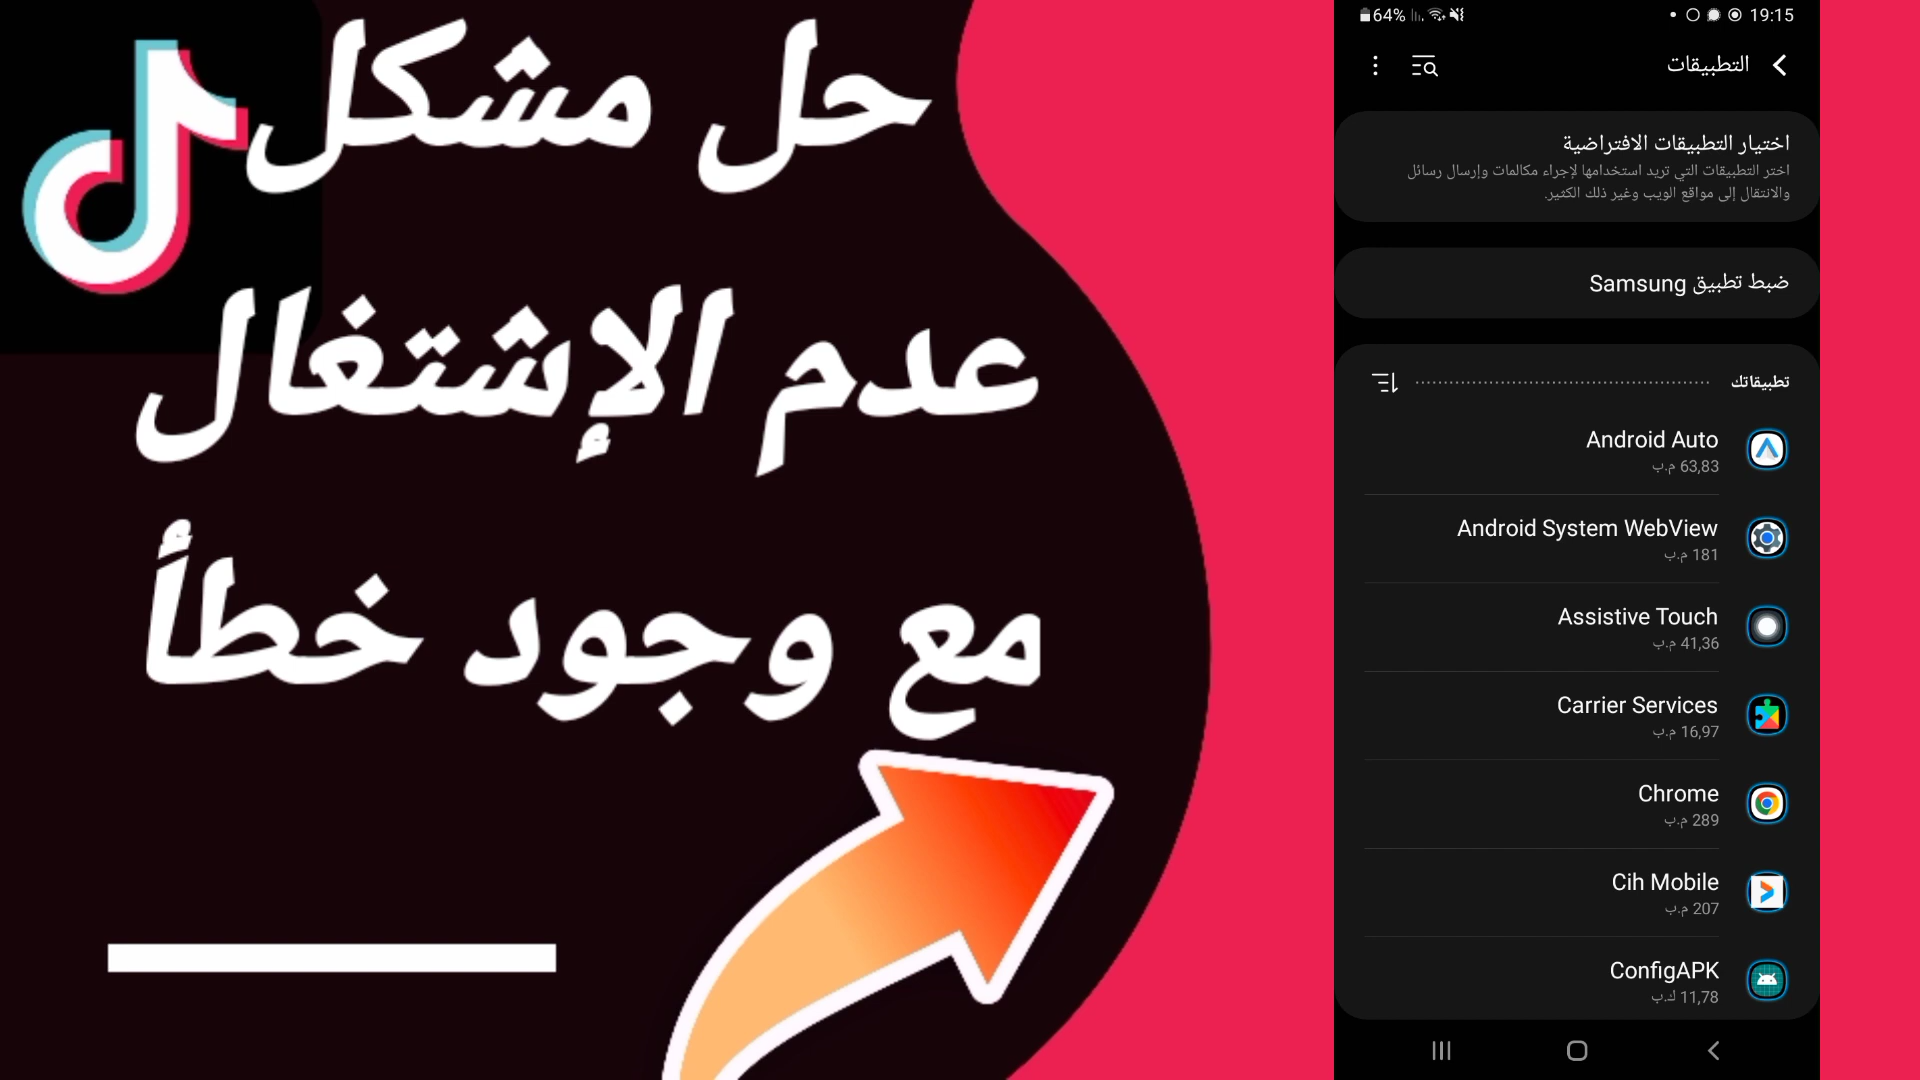 حل مشكل
عدم الإشتغال
مع وجود خطأ
64% 19:15
التطبيقات
اختيار التطبيقات الافتراضية
اختر التطبيقات التي تريد استخدامها لإجراء مكالمات وإرسال رسائل
والانتقال إلى مواقع الويب وغير ذلك الكثير.
ضبط تطبيق Samsung
تطبيقاتك
Android Auto
63,83 م.ب
Android System WebView
181 م.ب
Assistive Touch
41,36 م.ب
Carrier Services
16,97 م.ب
Chrome
289 م.ب
Cih Mobile
207 م.ب
ConfigAPK
11,78 ك.ب